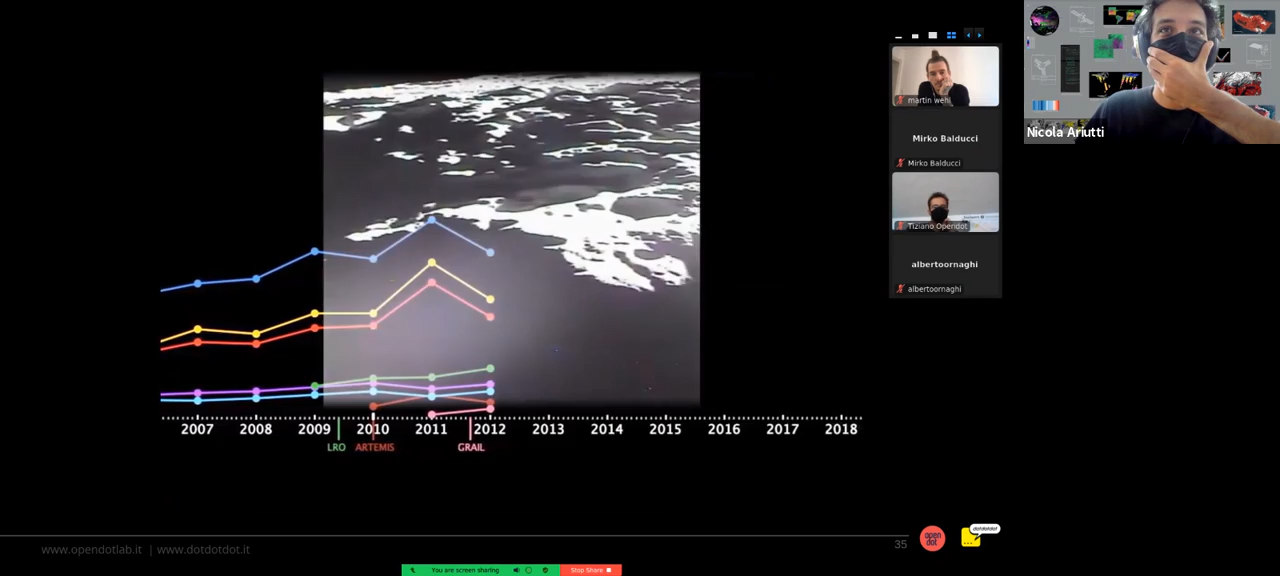 martin wehl
Mirko Balducci
Mirko Balducci
Tiziano Opendot
albertoornaghi
albertoornaghi
Nicola Ariutti
2007 2008 2009 2010 2011 2012 2013 2014 2015 2016 2017 2018
LRO ARTEMIS GRAIL
www.opendotlab.it | www.dotdotdot.it
35
open
dot
dotdotdot
You are screen sharing
Stop Share